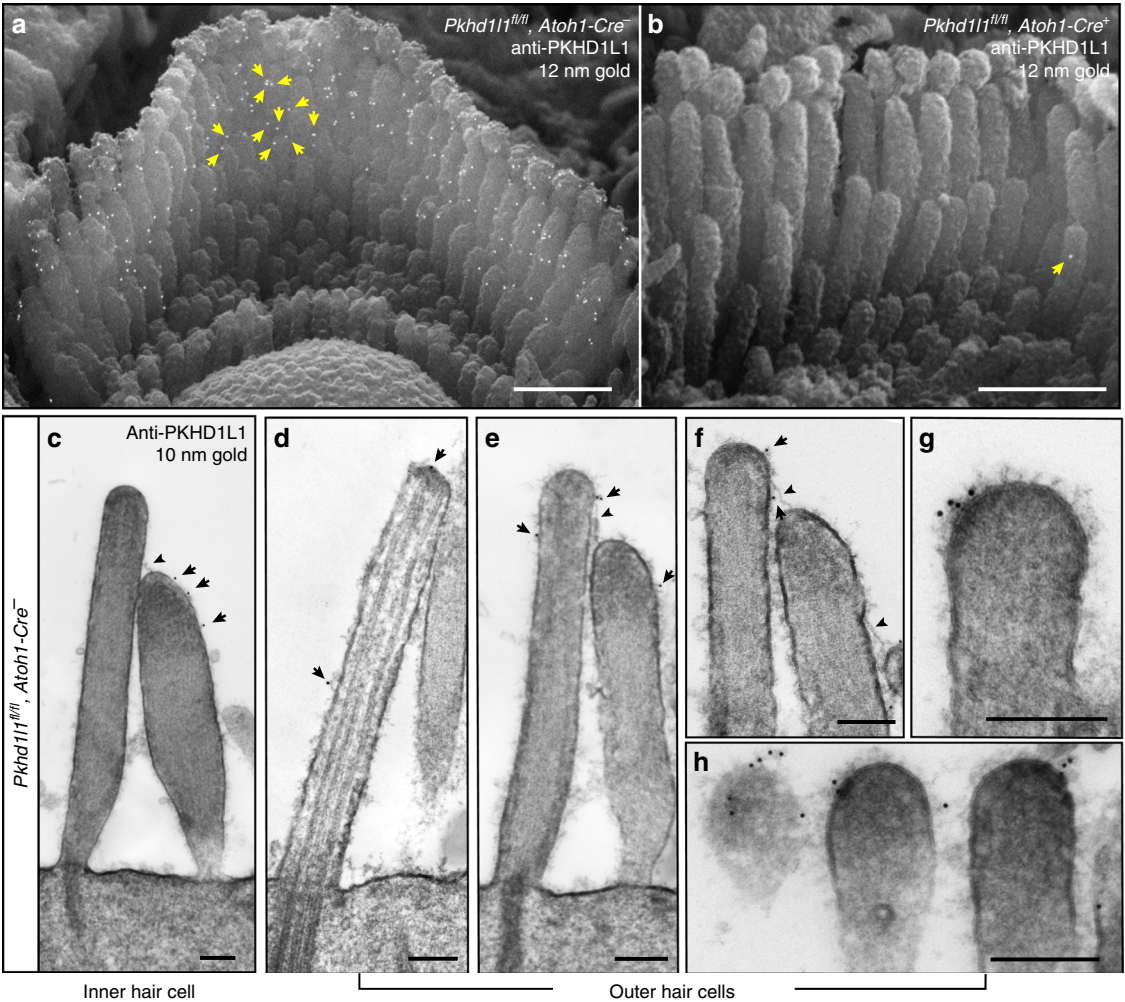 a
Pkhd1l1fl/fl, Atoh1-Cre−
anti-PKHD1L1
12 nm gold
b
Pkhd1l1fl/fl, Atoh1-Cre+
anti-PKHD1L1
12 nm gold
Pkhd1l1fl/fl, Atoh1-Cre−
c
Anti-PKHD1L1
10 nm gold
d
e
f
g
h
Inner hair cell
Outer hair cells